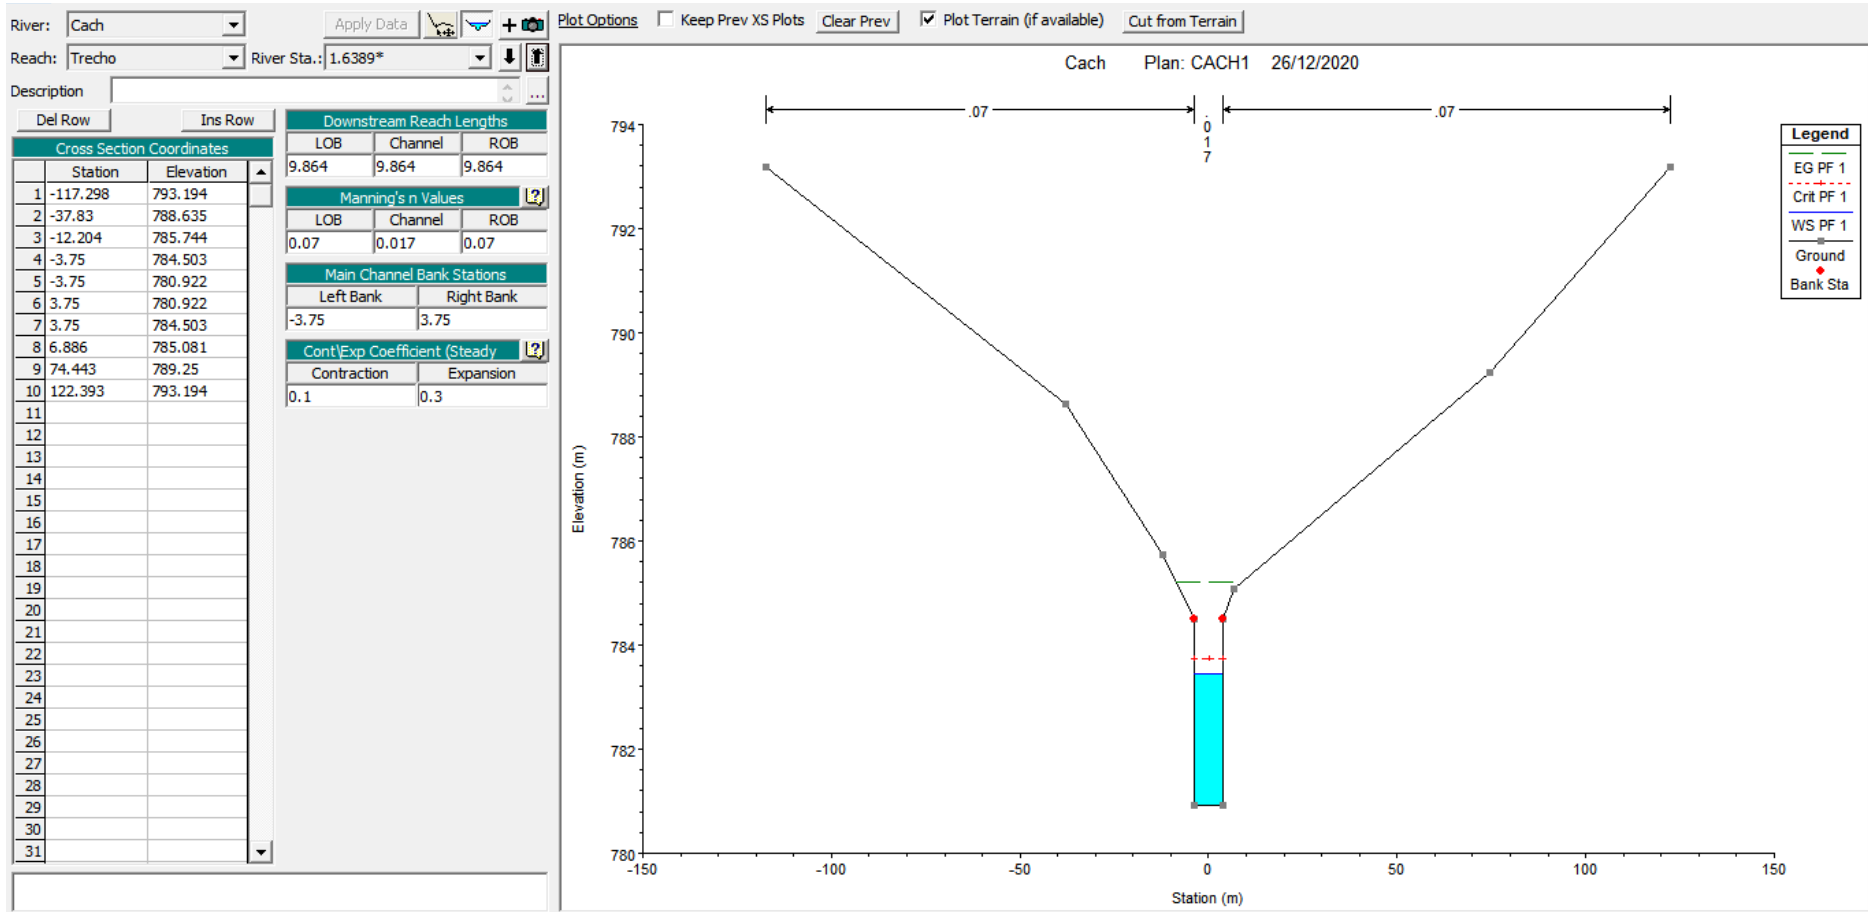 River: Cach Apply Data
Reach: Trecho River Sta.: 1.6389*
Description ...
Del Row Ins Row
Cross Section Coordinates
Station Elevation
1 -117.298 793.194
2 -37.83 788.635
3 -12.204 785.744
4 -3.75 784.503
5 -3.75 780.922
6 3.75 780.922
7 3.75 784.503
8 6.886 785.081
9 74.443 789.25
10 122.393 793.194
11
12
13
14
15
16
17
18
19
20
21
22
23
24
25
26
27
28
29
30
31
Downstream Reach Lengths
LOB Channel ROB
9.864 9.864 9.864
Manning's n Values
LOB Channel ROB
0.07 0.017 0.07
Main Channel Bank Stations
Left Bank Right Bank
-3.75 3.75
Cont\Exp Coefficient (Steady
Contraction Expansion
0.1 0.3
Plot Options Keep Prev XS Plots Clear Prev Plot Terrain (if available) Cut from Terrain
Cach Plan: CACH1 26/12/2020
.07 .017 .07
794
792
790
788
786
784
782
780
Elevation (m)
-150 -100 -50 0 50 100 150
Station (m)
Legend
EG PF 1
Crit PF 1
WS PF 1
Ground
Bank Sta